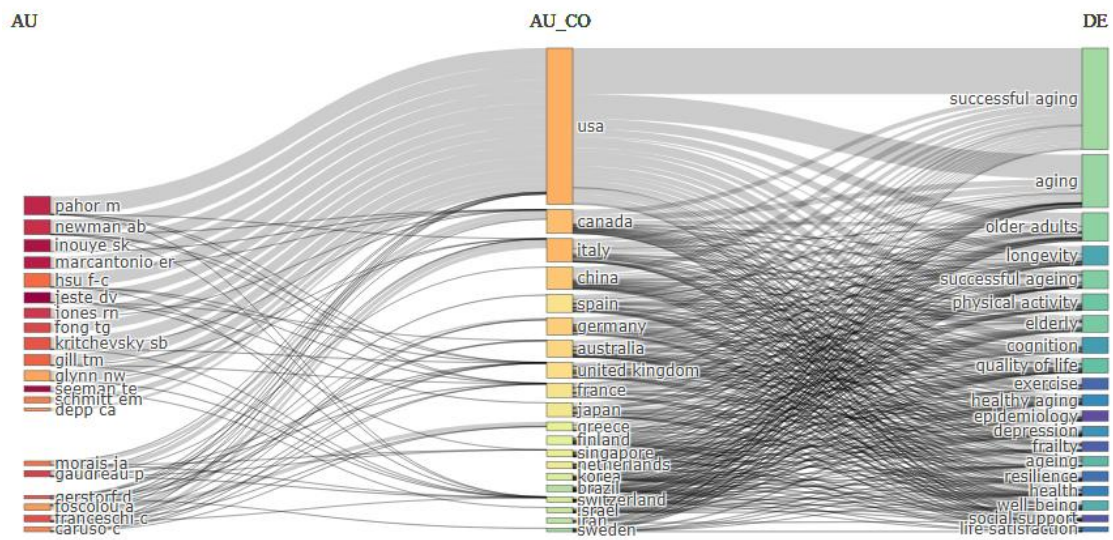 AU
AU_CO
DE
pahor m
newman ab
inouye sk
marcantonio er
hsu f-c
jeste dv
jones rn
fong tg
kritchevsky sb
gill tm
glynn nw
seeman te
schmitt em
depp ca
morais ja
gaudreau p
gerstorf d
foscolou a
franceschi c
caruso c
usa
canada
italy
china
spain
germany
australia
united kingdom
france
japan
greece
finland
singapore
netherlands
korea
brazil
switzerland
israel
iran
sweden
successful aging
aging
older adults
longevity
successful ageing
physical activity
elderly
cognition
quality of life
exercise
healthy aging
epidemiology
depression
frailty
ageing
resilience
health
well-being
social support
life satisfaction